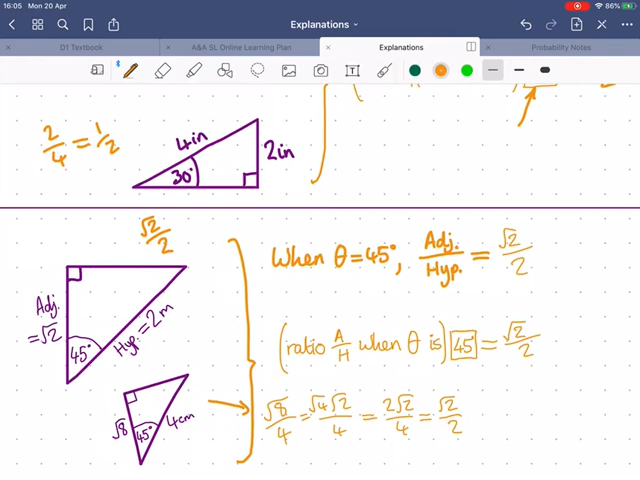 16:05 Mon 20 Apr
86%
Explanations
D1 Textbook
A&A SL Online Learning Plan
Explanations
Probability Notes
2/4 = 1/2
4in
2in
30°
√2/2
When θ = 45°, Adj./Hyp. = √2/2
Adj. = √2
Hyp. = 2m
45°
(ratio A/H when θ is) 45 = √2/2
√8
45°
4cm
√8/4 = √4√2/4 = 2√2/4 = √2/2